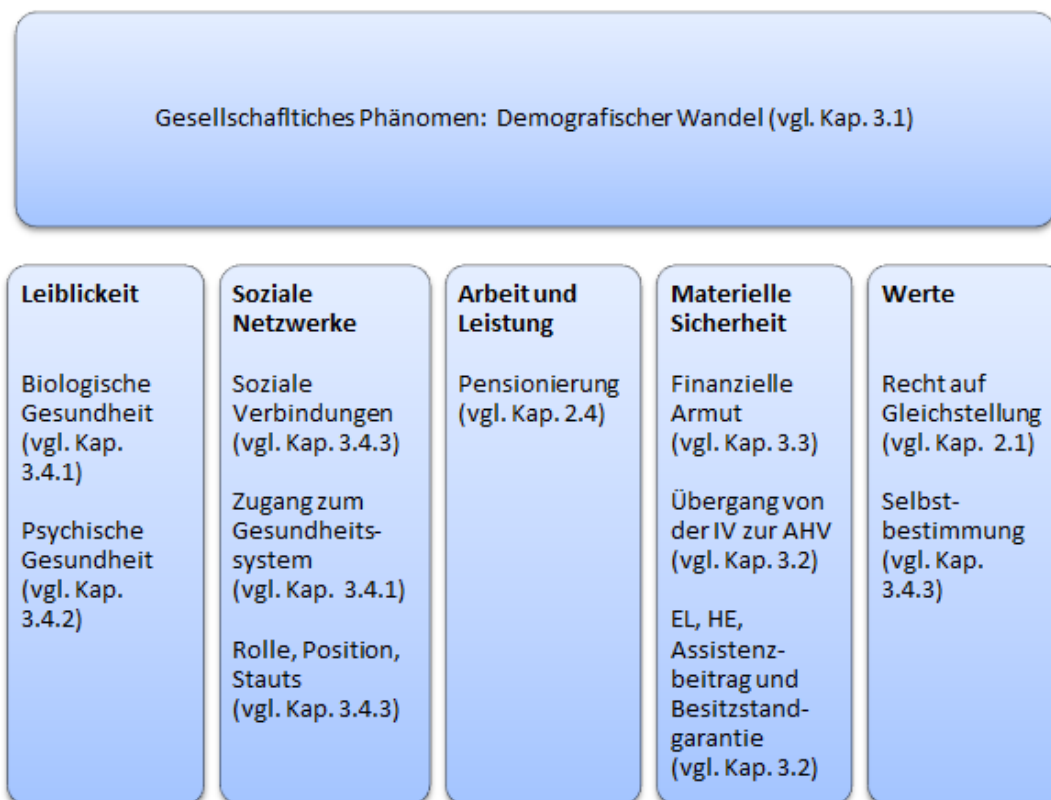 Gesellschafltiches Phänomen: Demografischer Wandel (vgl. Kap. 3.1)
Leiblickeit
Biologische
Gesundheit
(vgl. Kap.
3.4.1)
Psychische
Gesundheit
(vgl. Kap.
3.4.2)
Soziale
Netzwerke
Soziale
Verbindungen
(vgl. Kap. 3.4.3)
Zugang zum
Gesundheits-
system
(vgl. Kap. 3.4.1)
Rolle, Position,
Stauts
(vgl. Kap. 3.4.3)
Arbeit und
Leistung
Pensionierung
(vgl. Kap. 2.4)
Materielle
Sicherheit
Finanzielle
Armut
(vgl. Kap. 3.3)
Übergang von
der IV zur AHV
(vgl. Kap. 3.2)
EL, HE,
Assistenz-
beitrag und
Besitzstand-
garantie
(vgl. Kap. 3.2)
Werte
Recht auf
Gleichstellung
(vgl. Kap. 2.1)
Selbst-
bestimmung
(vgl. Kap.
3.4.3)